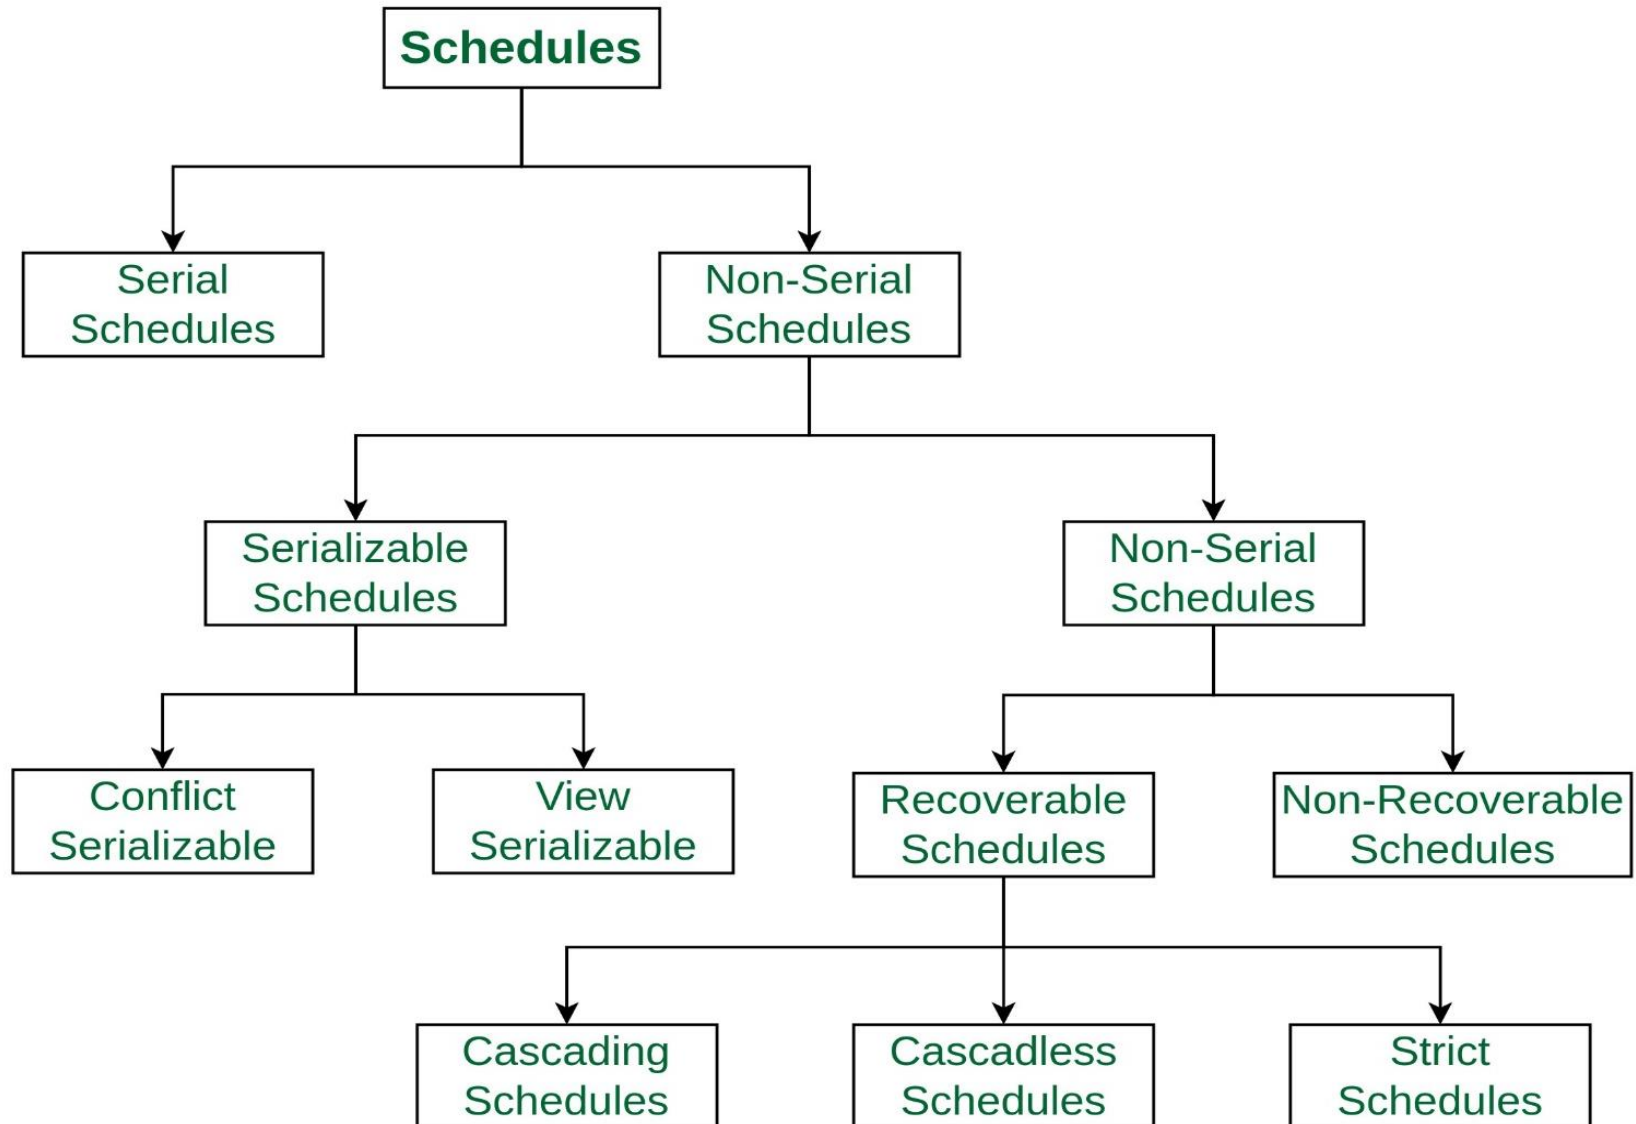 Schedules
Serial
Schedules
Non-Serial
Schedules
Serializable
Schedules
Non-Serial
Schedules
Conflict
Serializable
View
Serializable
Recoverable
Schedules
Non-Recoverable
Schedules
Cascading
Schedules
Cascadless
Schedules
Strict
Schedules